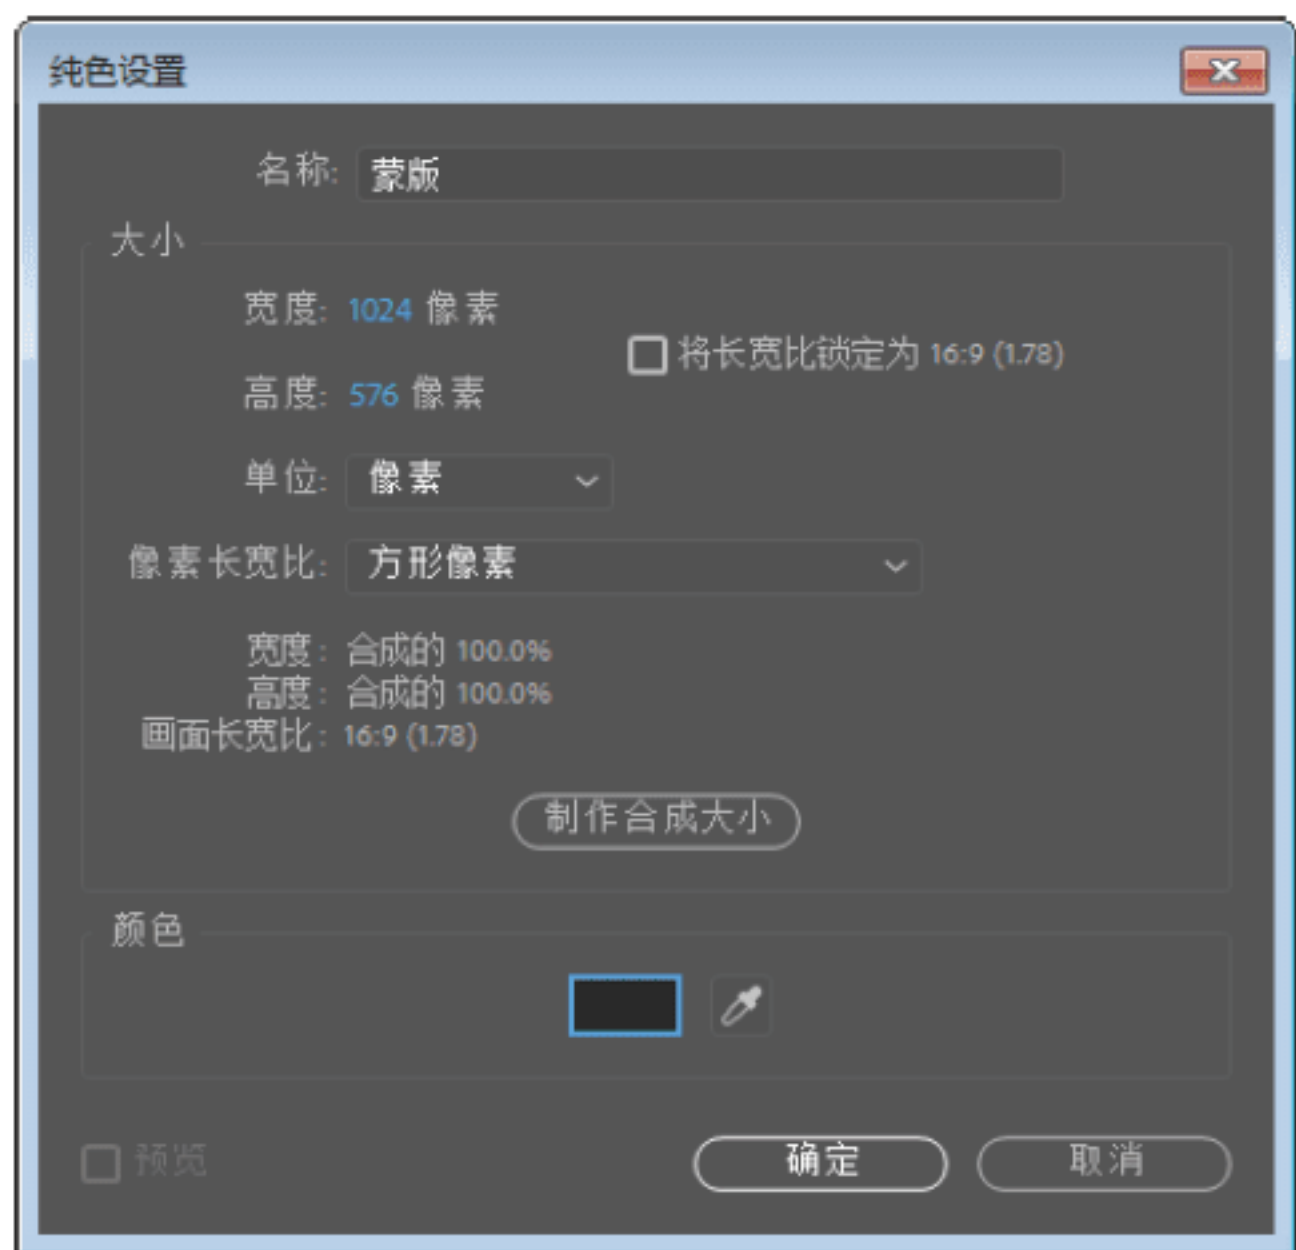 纯色设置
名称: 蒙版
大小
宽度: 1024 像素
将长宽比锁定为 16:9 (1.78)
高度: 576 像素
单位: 像素
像素长宽比: 方形像素
宽度: 合成的 100.0%
高度: 合成的 100.0%
画面长宽比: 16:9 (1.78)
制作合成大小
颜色
预览
确定
取消